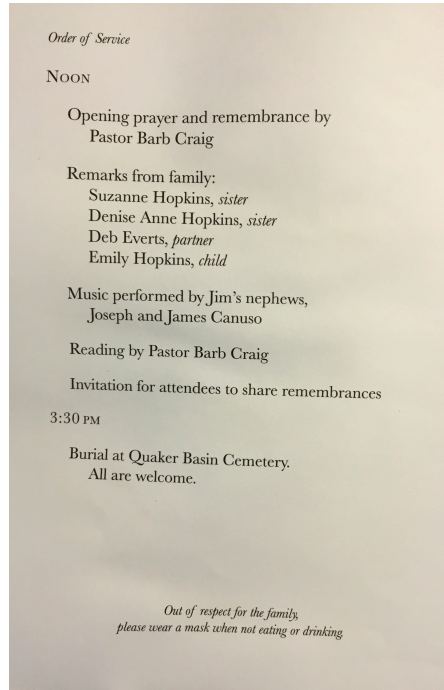 Order of Service
NOON
Opening prayer and remembrance by
Pastor Barb Craig
Remarks from family:
Suzanne Hopkins, sister
Denise Anne Hopkins, sister
Deb Everts, partner
Emily Hopkins, child
Music performed by Jim's nephews,
Joseph and James Canuso
Reading by Pastor Barb Craig
Invitation for attendees to share remembrances
3:30 PM
Burial at Quaker Basin Cemetery.
All are welcome.
Out of respect for the family,
please wear a mask when not eating or drinking.